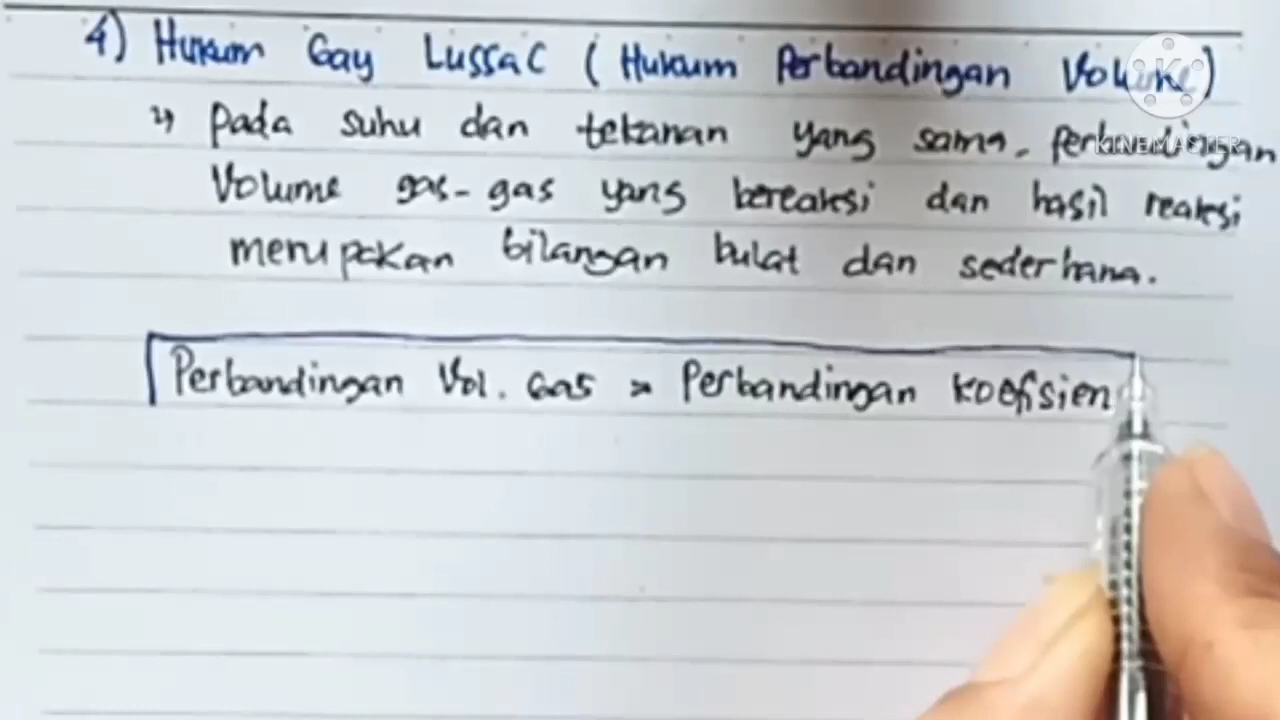 4) Hukum Gay Lussac (Hukum Perbandingan Volume)
KINEMASTER
→ Pada suhu dan tekanan yang sama, perbandingan
Volume gas-gas yang bereaksi dan hasil reaksi
merupakan bilangan bulat dan sederhana.
Perbandingan Vol. Gas = Perbandingan Koefisien